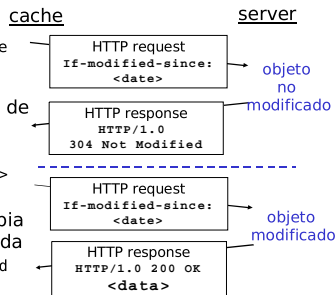 cache
server
e
HTTP request
If-modified-since:
<date>
objeto
no
modificado
de
HTTP response
HTTP/1.0
304 Not Modified
>
HTTP request
If-modified-since:
<date>
pia
da
d
objeto
modificado
HTTP response
HTTP/1.0 200 OK
<data>